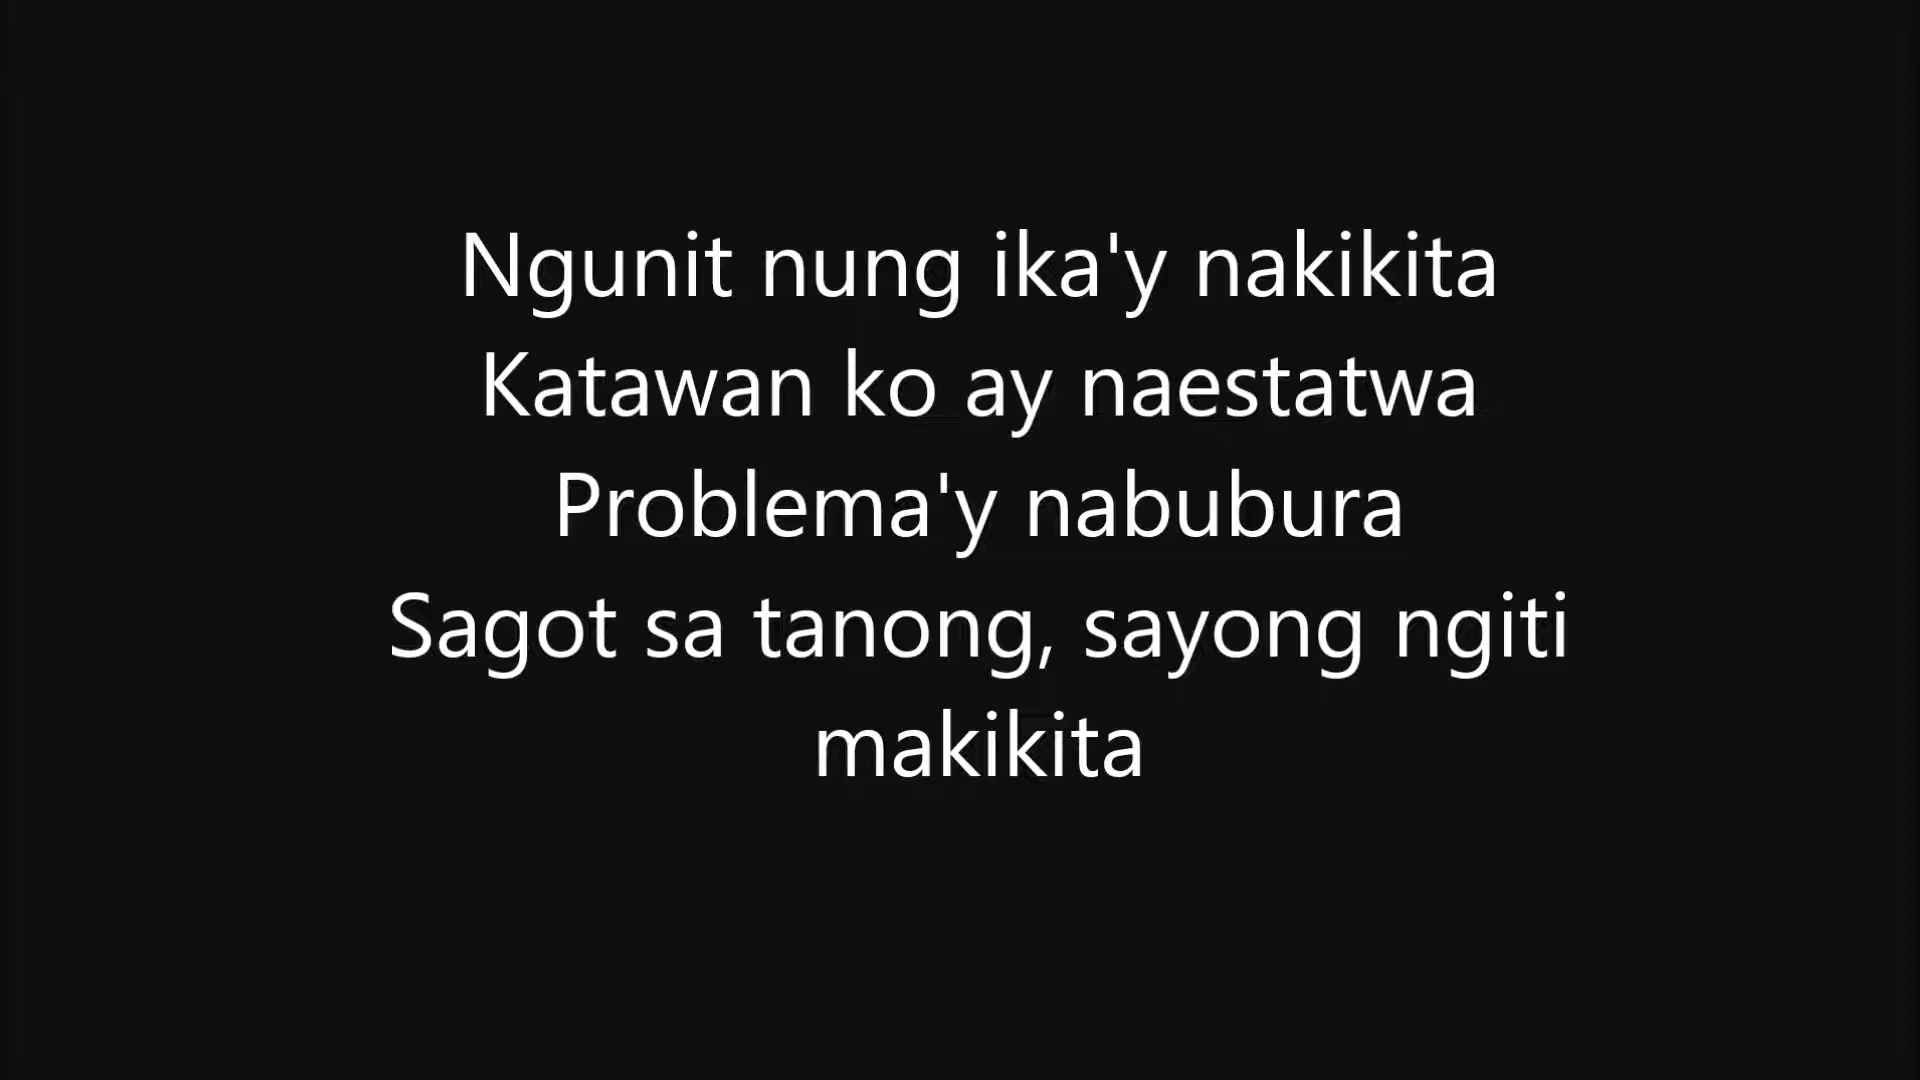 Ngunit nung ika'y nakikita
Katawan ko ay naestatwa
Problema'y nabubura
Sagot sa tanong, sayong ngiti
makikita